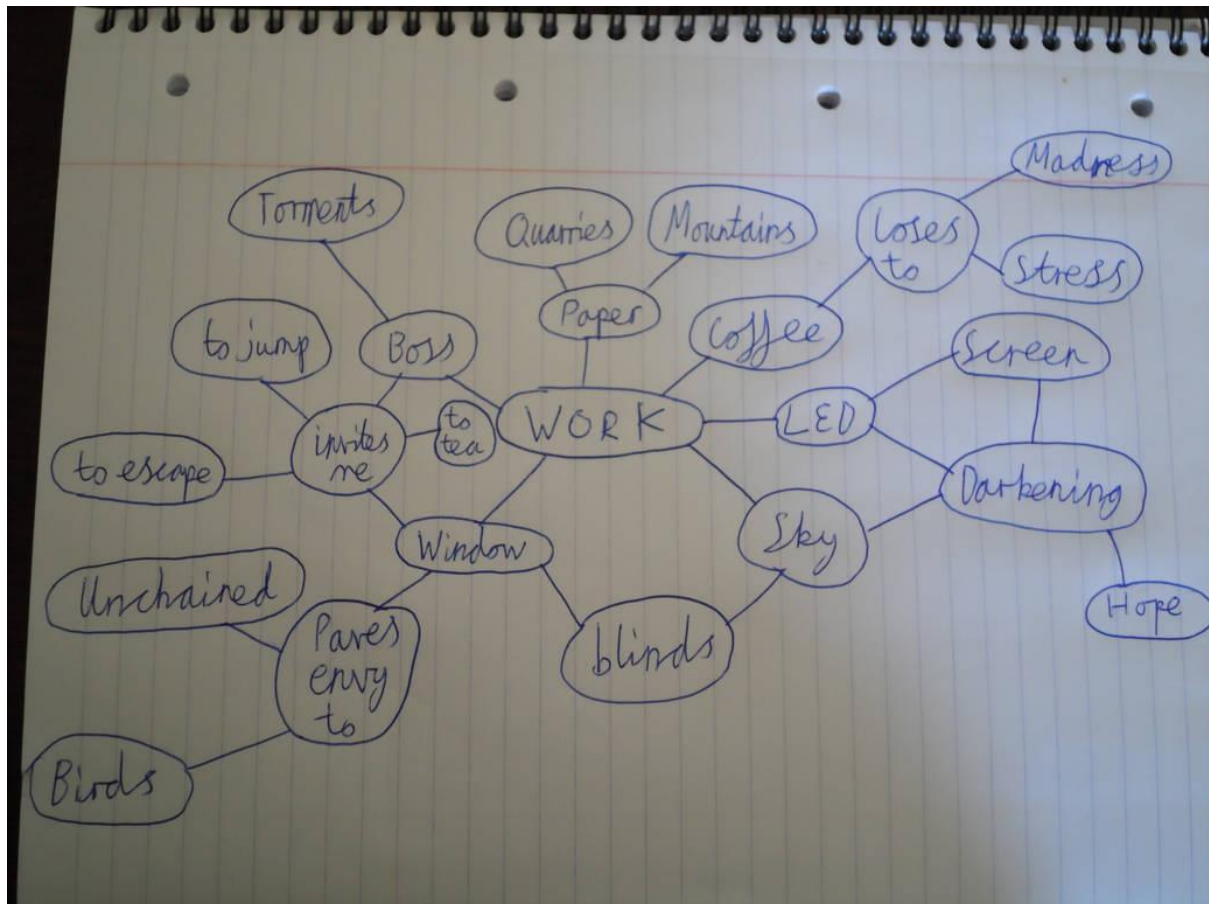 Madness
Torments
Quarries
Mountains
Loses
to
Stress
Paper
Coffee
to jump
Boss
Screen
WORK
LED
to
tea
invites
me
to escape
Darkening
Window
Sky
Unchained
Hope
Paves
envy
to
blinds
Birds